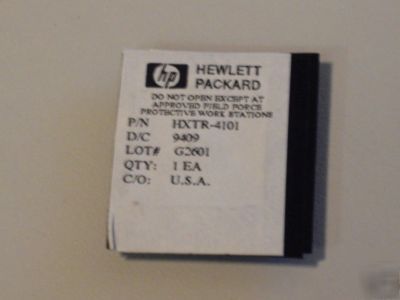 hp HEWLETT
PACKARD
DO NOT OPEN EXCEPT AT
APPROVED FIELD FORCE
PROTECTIVE WORK STATIONS
P/N HXTR-4101
D/C 9409
LOT# G2601
QTY: 1 EA
C/O: U.S.A.